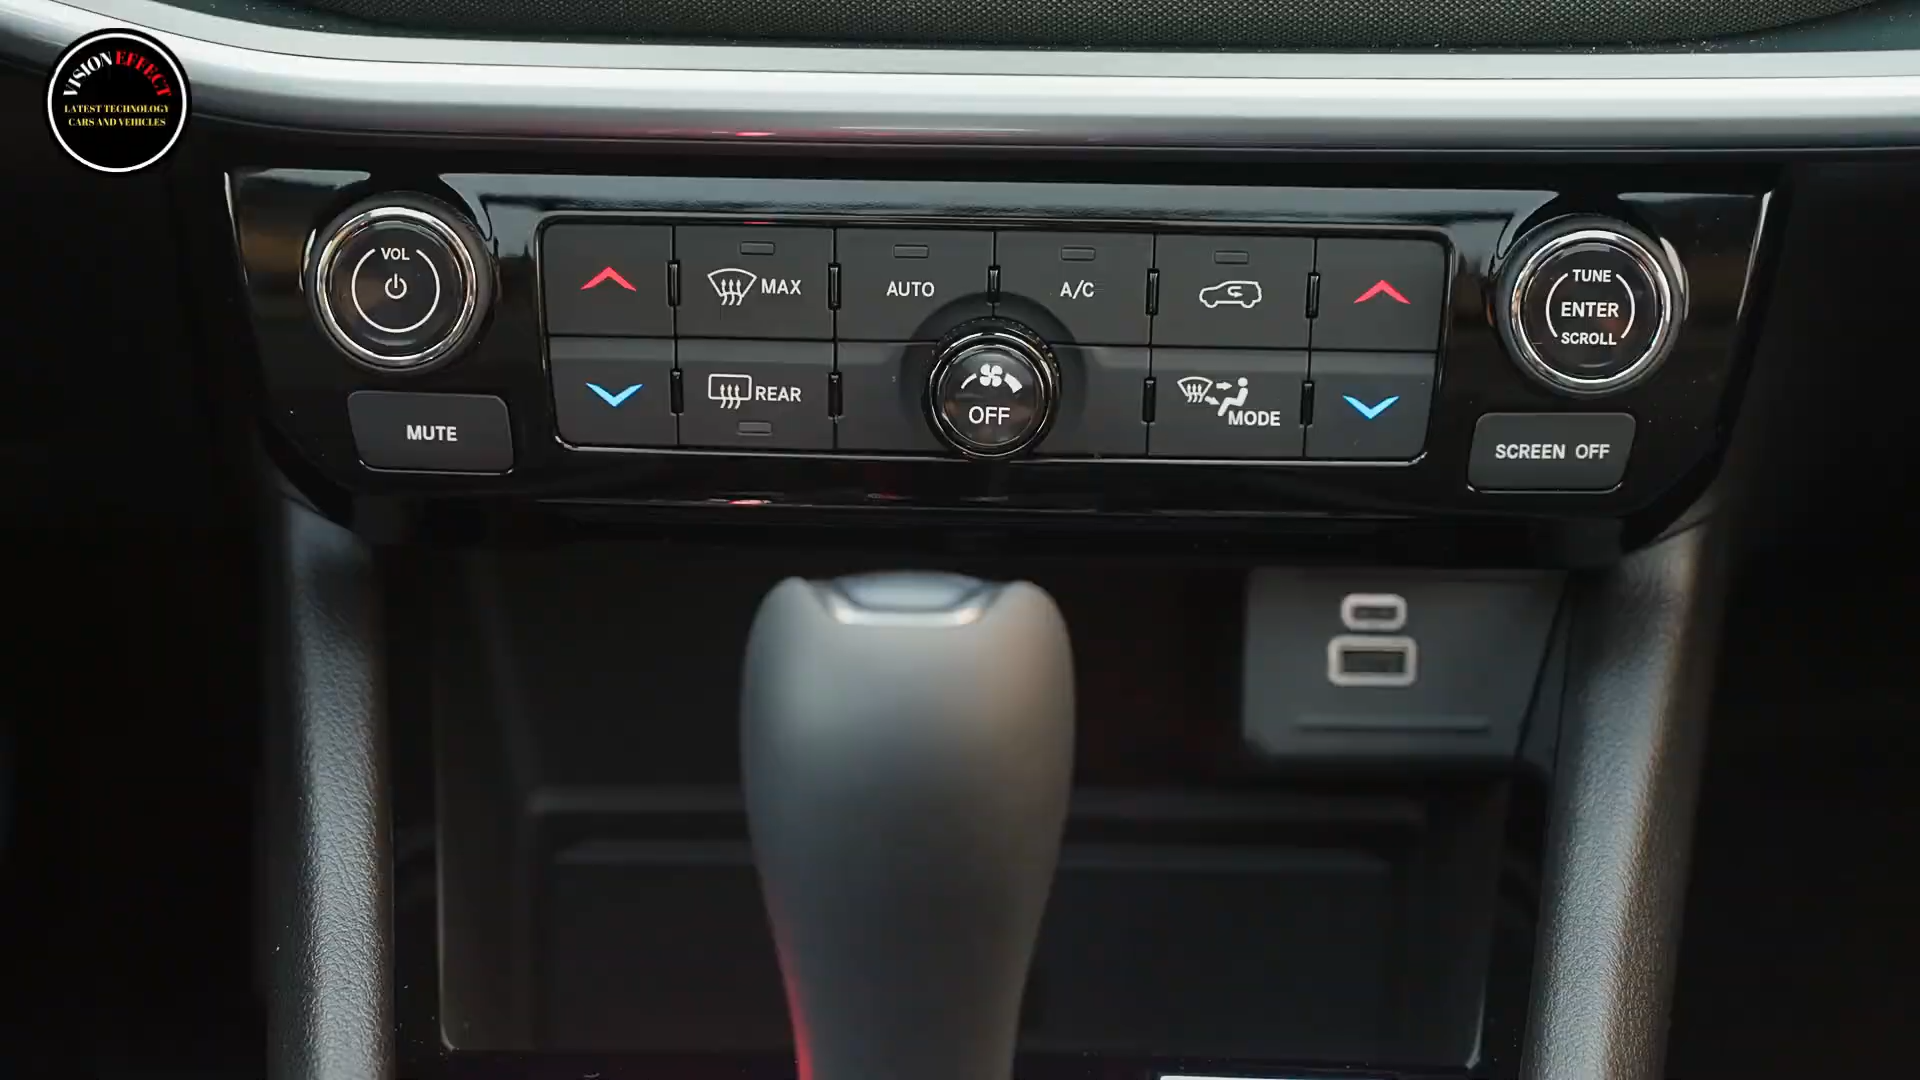 VISION EFFECT
LATEST TECHNOLOGY
CARS AND VEHICLES
VOL
MAX
AUTO
A/C
TUNE
ENTER
SCROLL
MUTE
REAR
OFF
MODE
SCREEN OFF